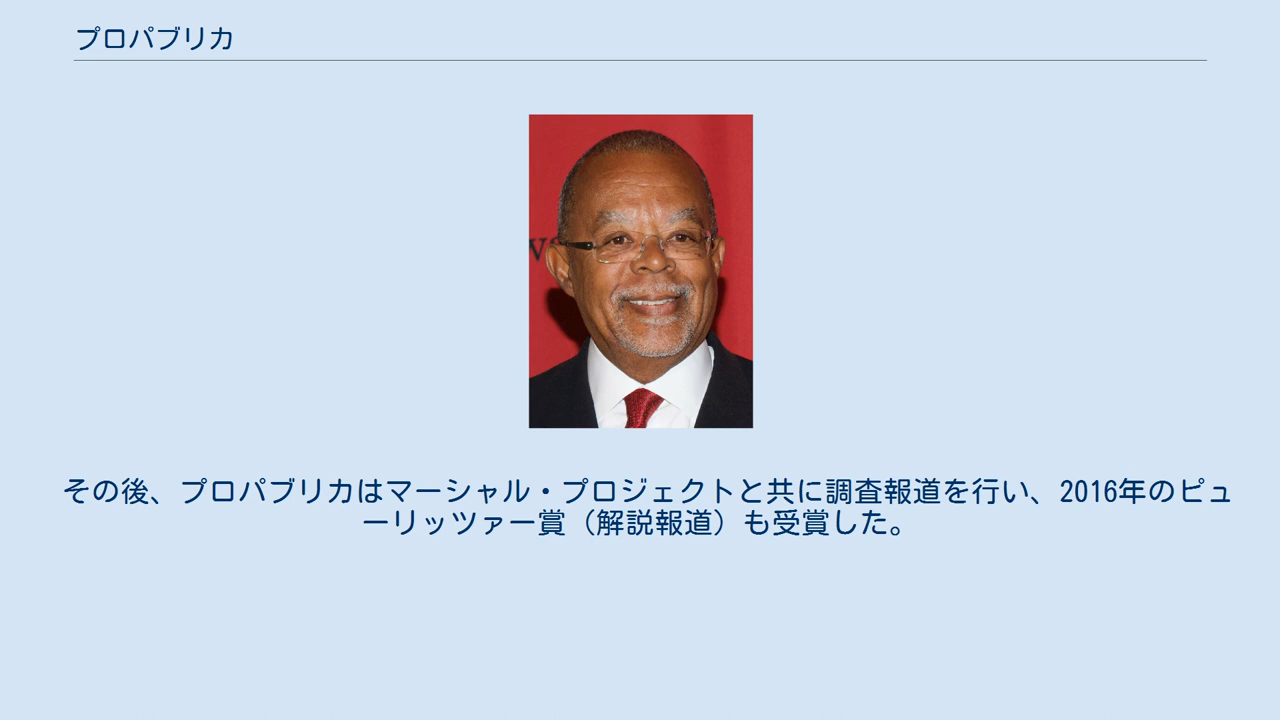 プロパブリカ
その後、プロパブリカはマーシャル・プロジェクトと共に調査報道を行い、2016年のピュ
ーリッツァー賞（解説報道）も受賞した。